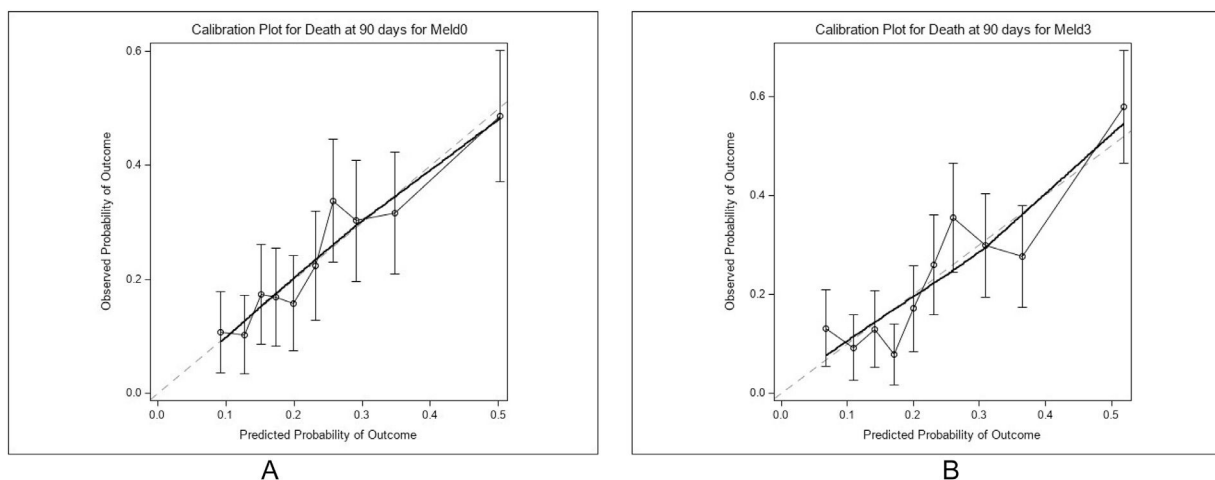 Calibration Plot for Death at 90 days for Meld0
Observed Probability of Outcome
0.6
0.4
0.2
0.0
0.0 0.1 0.2 0.3 0.4 0.5
Predicted Probability of Outcome
A
Calibration Plot for Death at 90 days for Meld3
Observed Probability of Outcome
0.6
0.4
0.2
0.0
0.0 0.1 0.2 0.3 0.4 0.5
Predicted Probability of Outcome
B